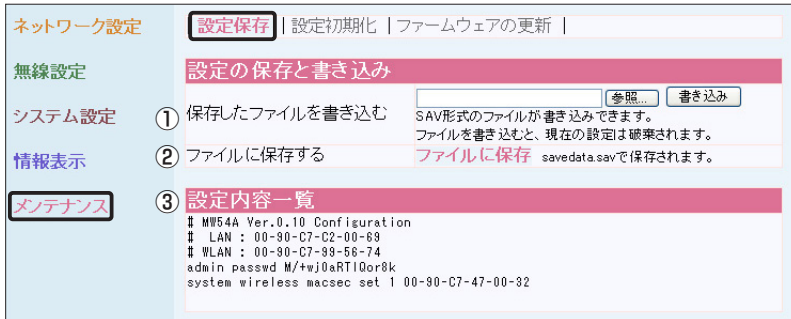 ネットワーク設定
設定保存 | 設定初期化 | ファームウェアの更新 |
無線設定
設定の保存と書き込み
システム設定
① 保存したファイルを書き込む
参照... 書き込み
SAV形式のファイルが書き込みできます。
ファイルを書き込むと、現在の設定は破棄されます。
情報表示
② ファイルに保存する ファイルに保存 savedata.savで保存されます。
メンテナンス
③ 設定内容一覧
# MW54A Ver.0.10 Configuration
# LAN : 00-90-C7-C2-00-69
# WLAN : 00-90-C7-99-56-74
admin passwd M/+wj0aRTIQor8k
system wireless macsec set 1 00-90-C7-47-00-32